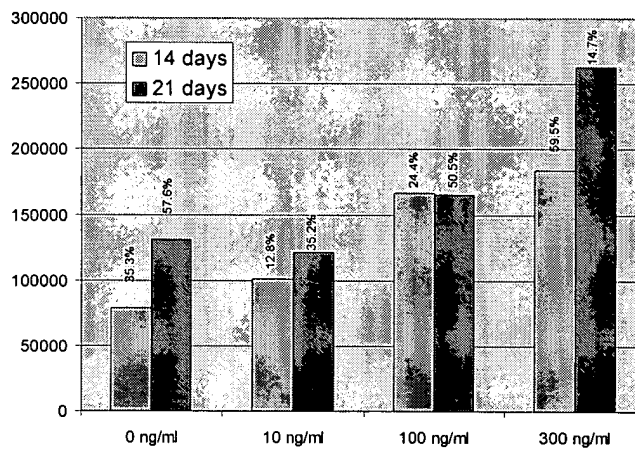 300000
250000
200000
150000
100000
50000
0
14 days
21 days
35.3%
57.6%
12.8%
35.2%
24.4%
50.5%
59.5%
14.7%
0 ng/ml
10 ng/ml
100 ng/ml
300 ng/ml